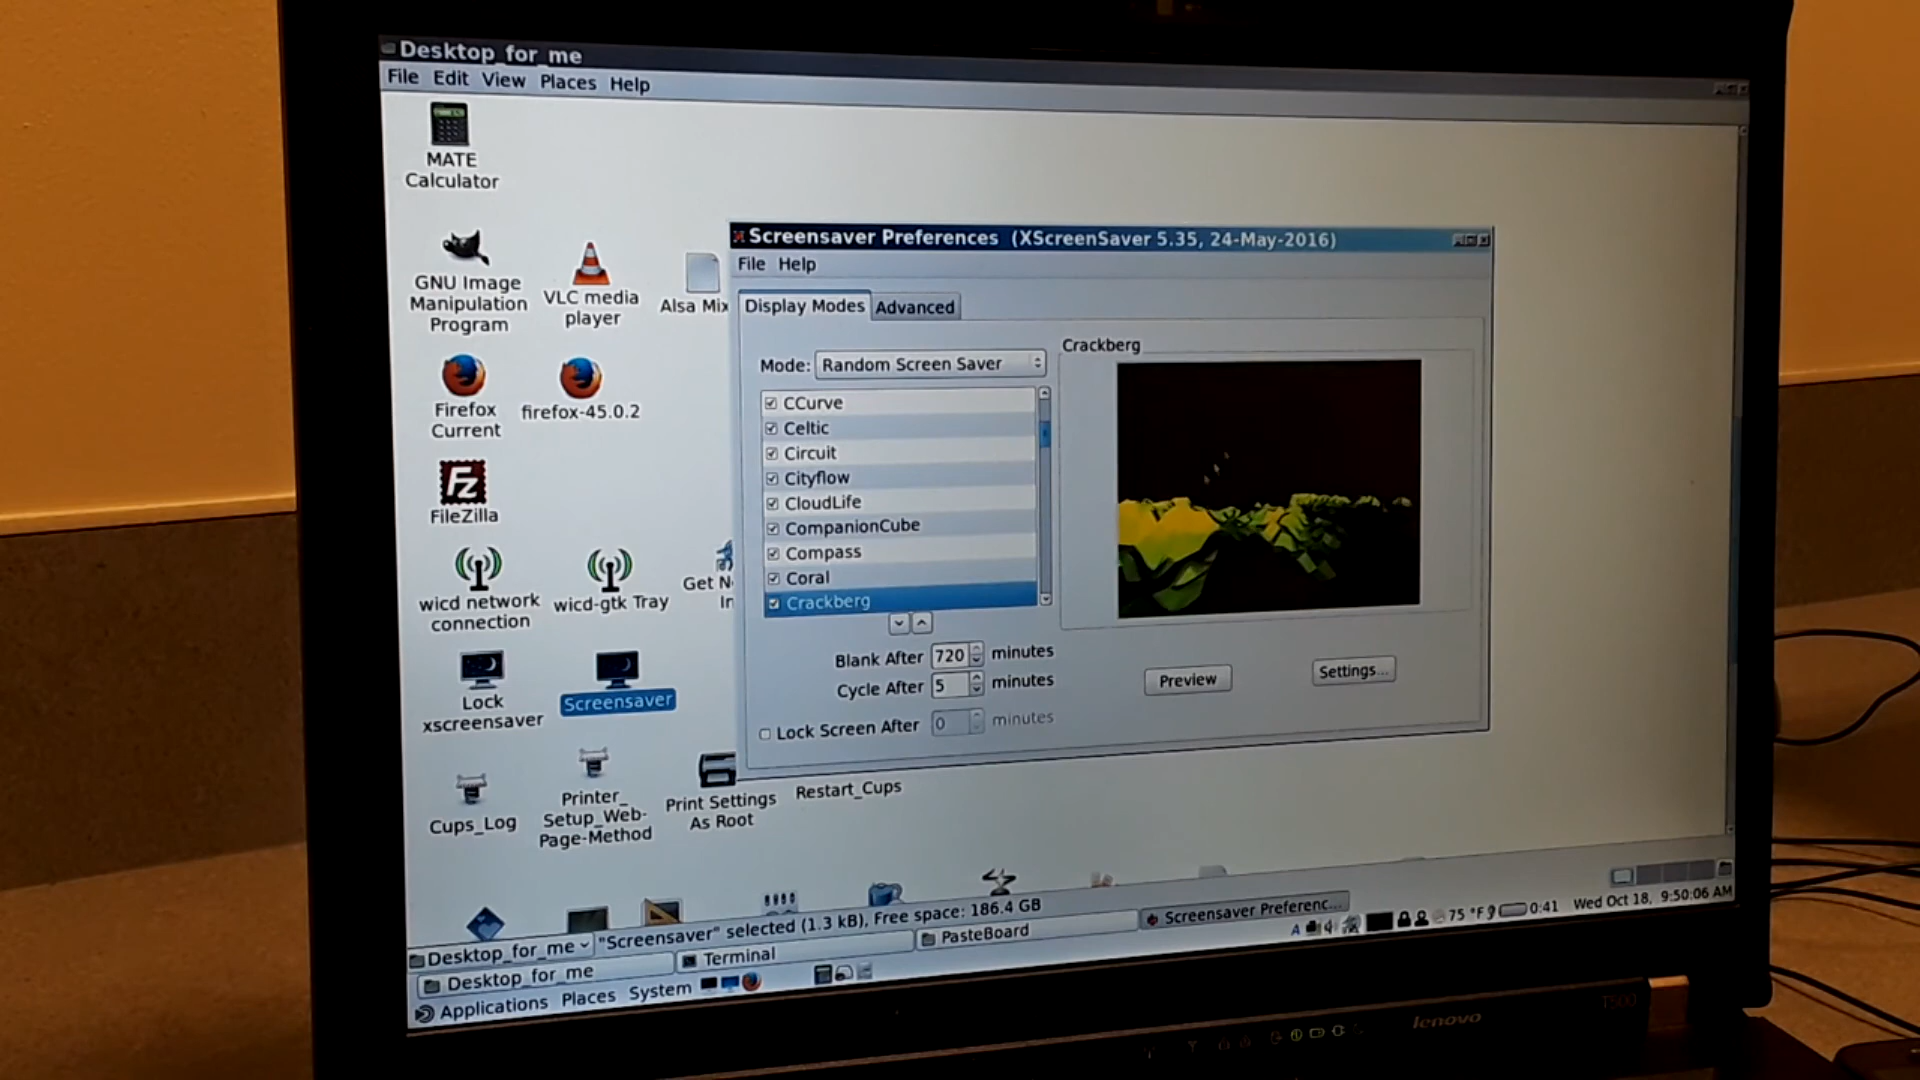 Desktop_for_me
File Edit View Places Help
MATE
Calculator
GNU Image
Manipulation
Program
VLC media
player
Alsa Mix
Firefox
Current
firefox-45.0.2
FileZilla
wicd network
connection
wicd-gtk Tray
Get N
In
Lock
xscreensaver
Screensaver
Cups_Log
Printer_
Setup_Web-
Page-Method
Print Settings
As Root
Restart_Cups
Screensaver Preferences (XScreenSaver 5.35, 24-May-2016)
File Help
Display Modes Advanced
Mode: Random Screen Saver
CCurve
Celtic
Circuit
Cityflow
CloudLife
CompanionCube
Compass
Coral
Crackberg
Crackberg
Blank After 720 minutes
Cycle After 5 minutes
Lock Screen After 0 minutes
Preview Settings...
Desktop_for_me "Screensaver" selected (1.3 kB), Free space: 186.4 GB
Desktop_for_me Terminal PasteBoard Screensaver Preferenc...
Applications Places System
A 75 °F 0:41 Wed Oct 18, 9:50:06 AM
lenovo